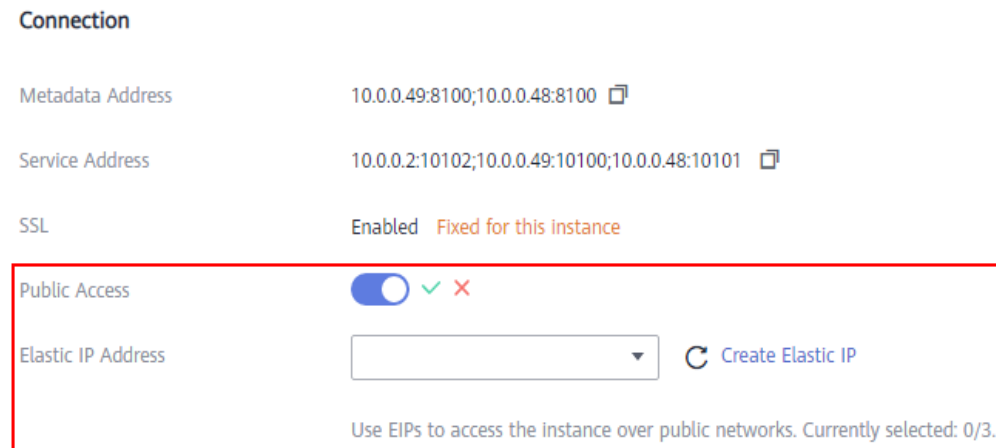 Connection
Metadata Address 10.0.0.49:8100;10.0.0.48:8100
Service Address 10.0.0.2:10102;10.0.0.49:10100;10.0.0.48:10101
SSL Enabled Fixed for this instance
Public Access
Elastic IP Address Create Elastic IP
Use EIPs to access the instance over public networks. Currently selected: 0/3.